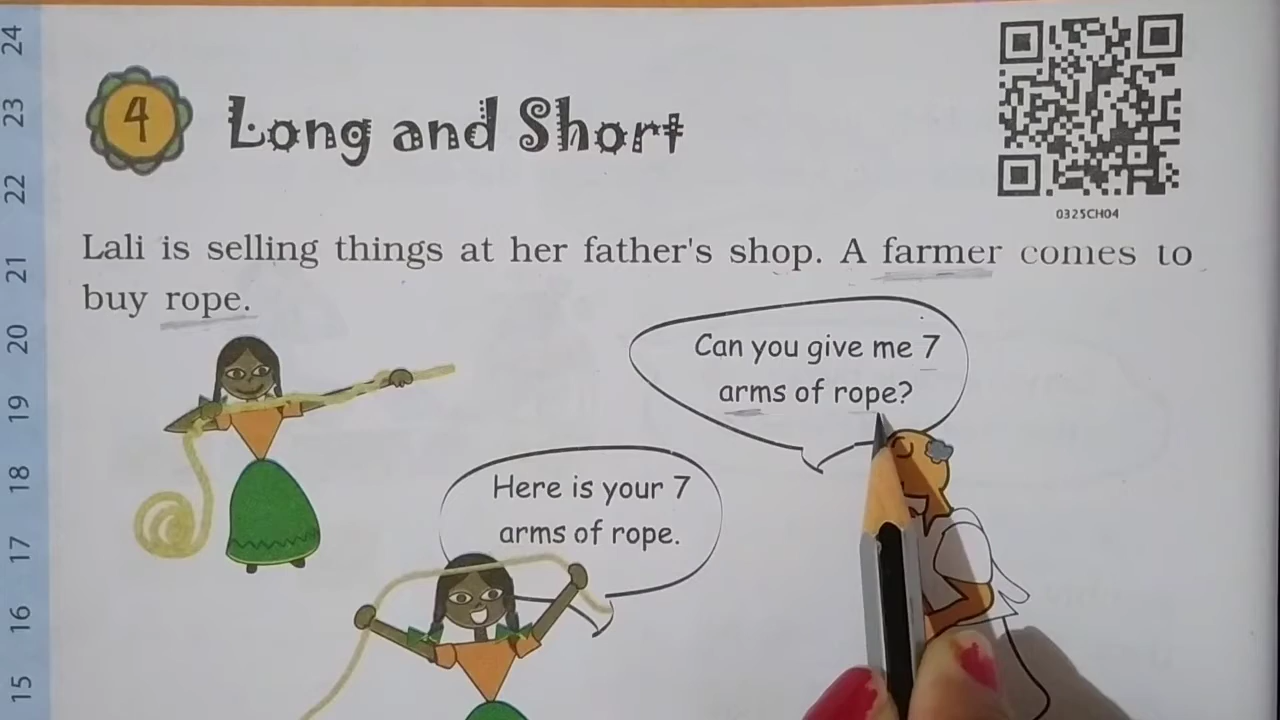 24
23
22
21
20
19
18
17
16
15
4
Long and Short
0325CH04
Lali is selling things at her father's shop. A farmer comes to
buy rope.
Can you give me 7
arms of rope?
Here is your 7
arms of rope.